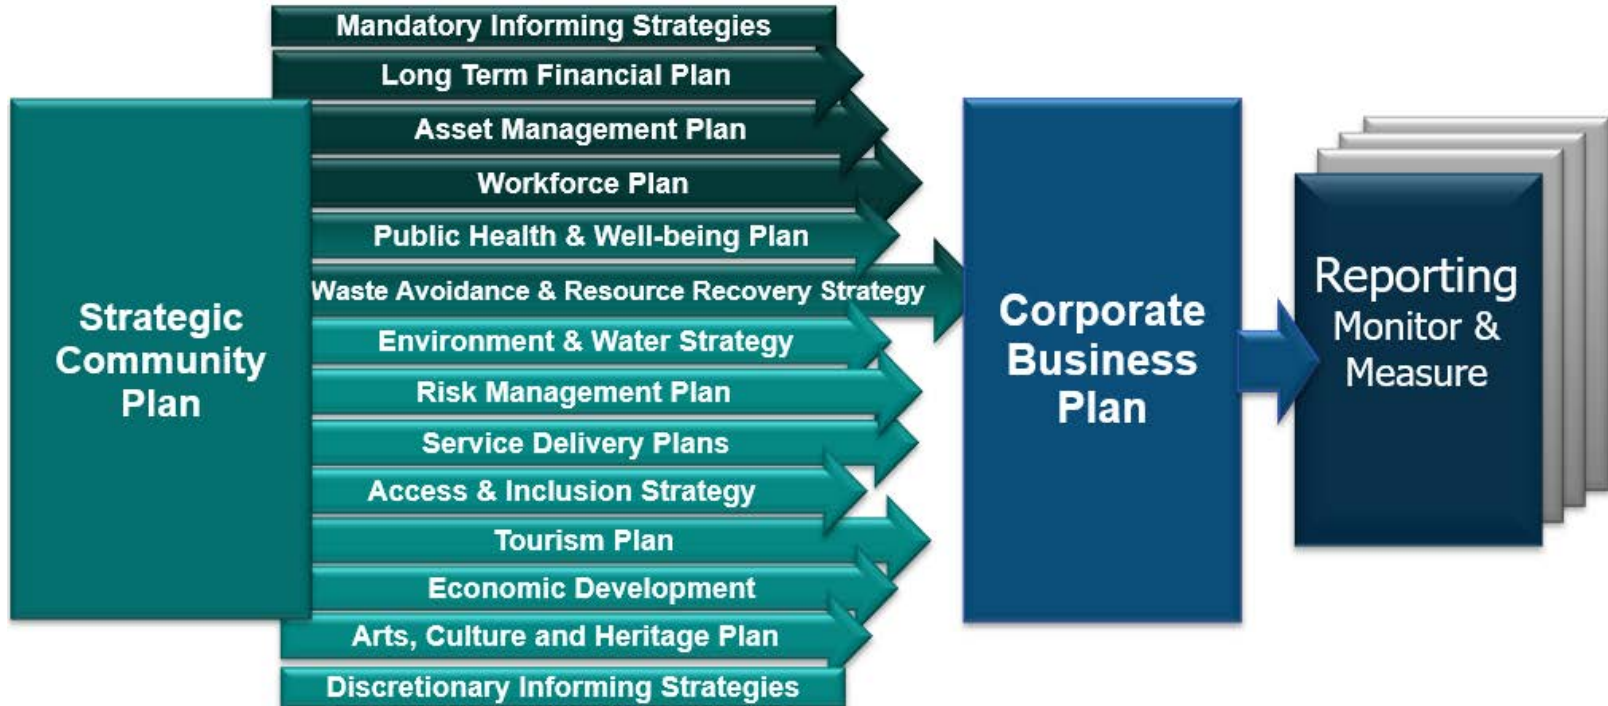 Mandatory Informing Strategies
Long Term Financial Plan
Asset Management Plan
Workforce Plan
Public Health & Well-being Plan
Waste Avoidance & Resource Recovery Strategy
Environment & Water Strategy
Risk Management Plan
Service Delivery Plans
Access & Inclusion Strategy
Tourism Plan
Economic Development
Arts, Culture and Heritage Plan
Discretionary Informing Strategies
Strategic
Community
Plan
Corporate
Business
Plan
Reporting
Monitor &
Measure